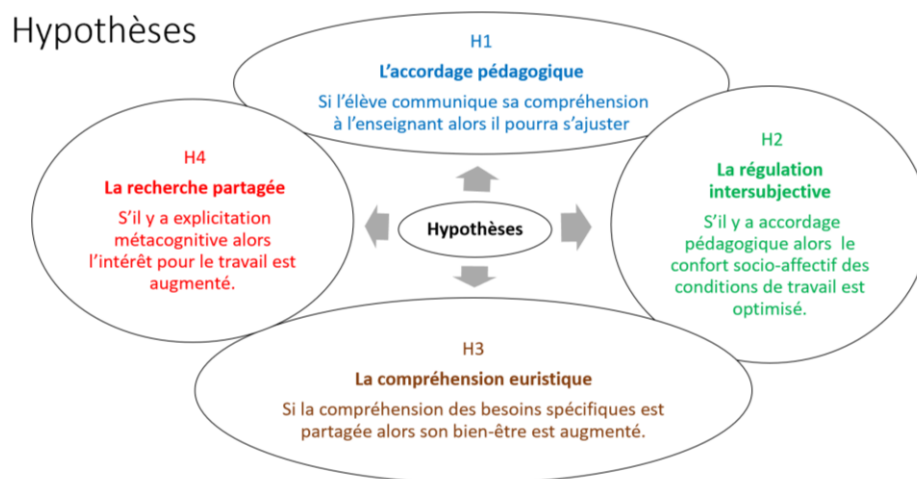 Hypothèses
H1
L'accordage pédagogique
Si l'élève communique sa compréhension
à l'enseignant alors il pourra s'ajuster
H4
La recherche partagée
S'il y a explicitation
métacognitive alors
l'intérêt pour le travail est
augmenté.
Hypothèses
H2
La régulation
intersubjective
S'il y a accordage
pédagogique alors le
confort socio-affectif des
conditions de travail est
optimisé.
H3
La compréhension euristique
Si la compréhension des besoins spécifiques est
partagée alors son bien-être est augmenté.